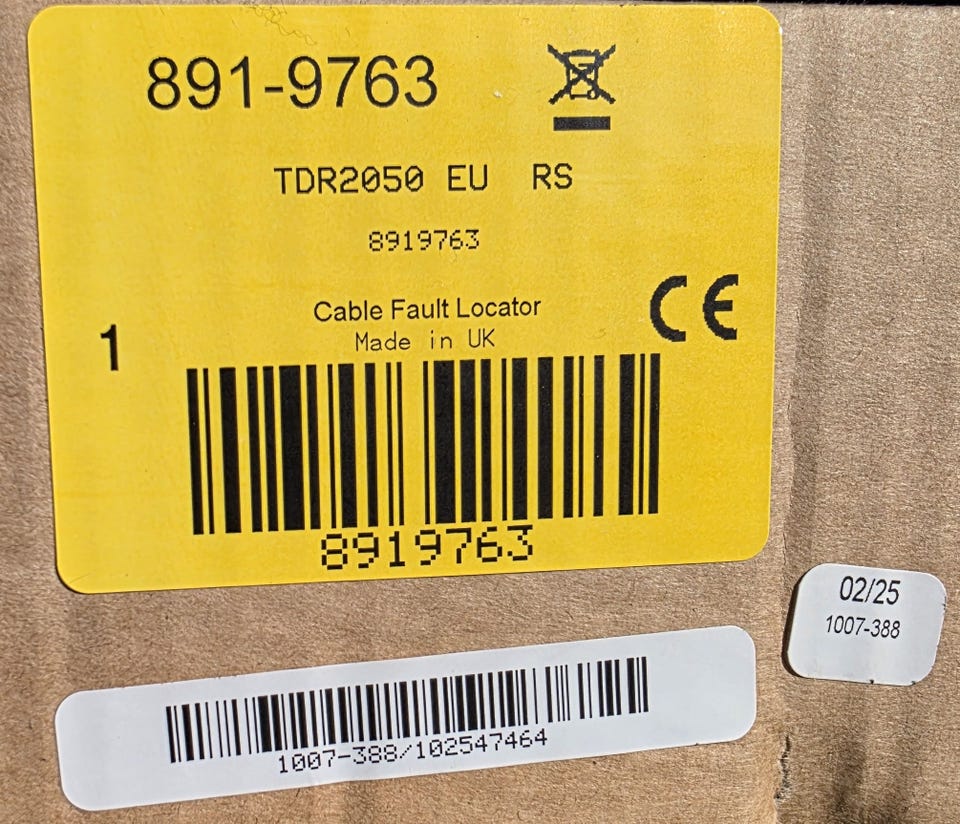 891-9763
TDR2050 EU RS
8919763
Cable Fault Locator
CE
Made in UK
1
8919763
02/25
1007-388
1007-388/102547464